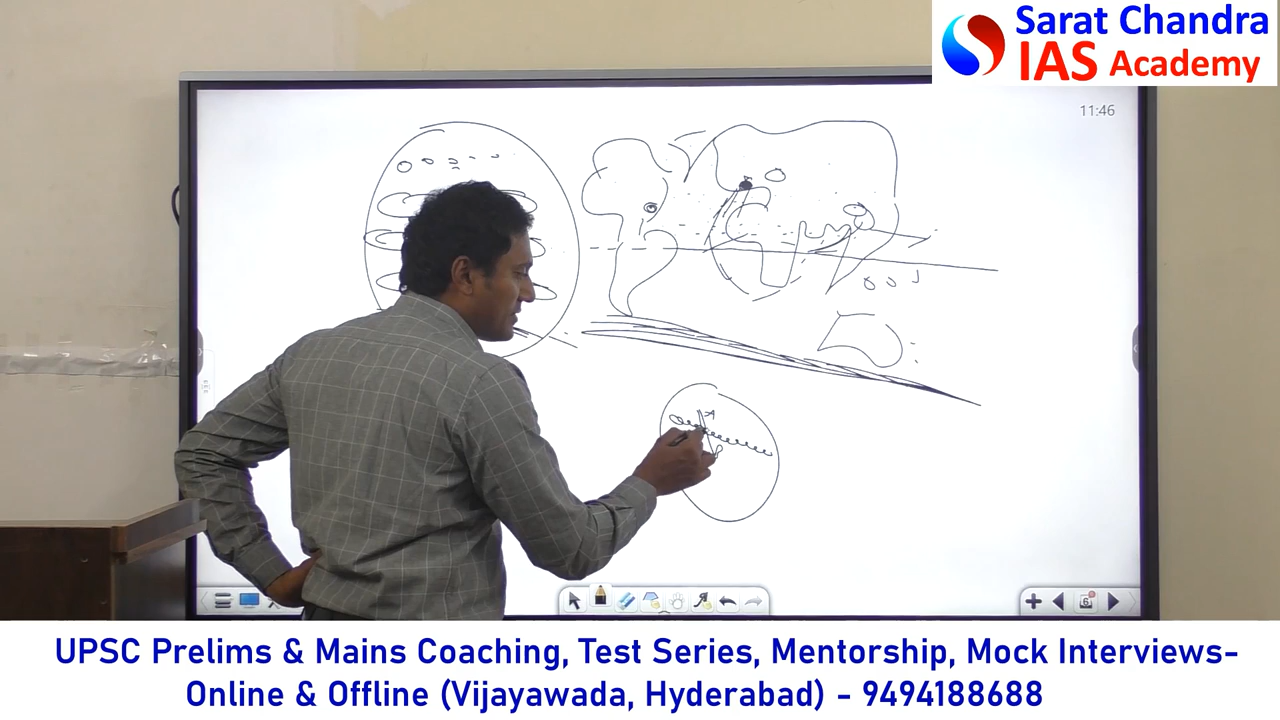 Sarat Chandra
IAS Academy
11:46
6
UPSC Prelims & Mains Coaching, Test Series, Mentorship, Mock Interviews-
Online & Offline (Vijayawada, Hyderabad) - 9494188688